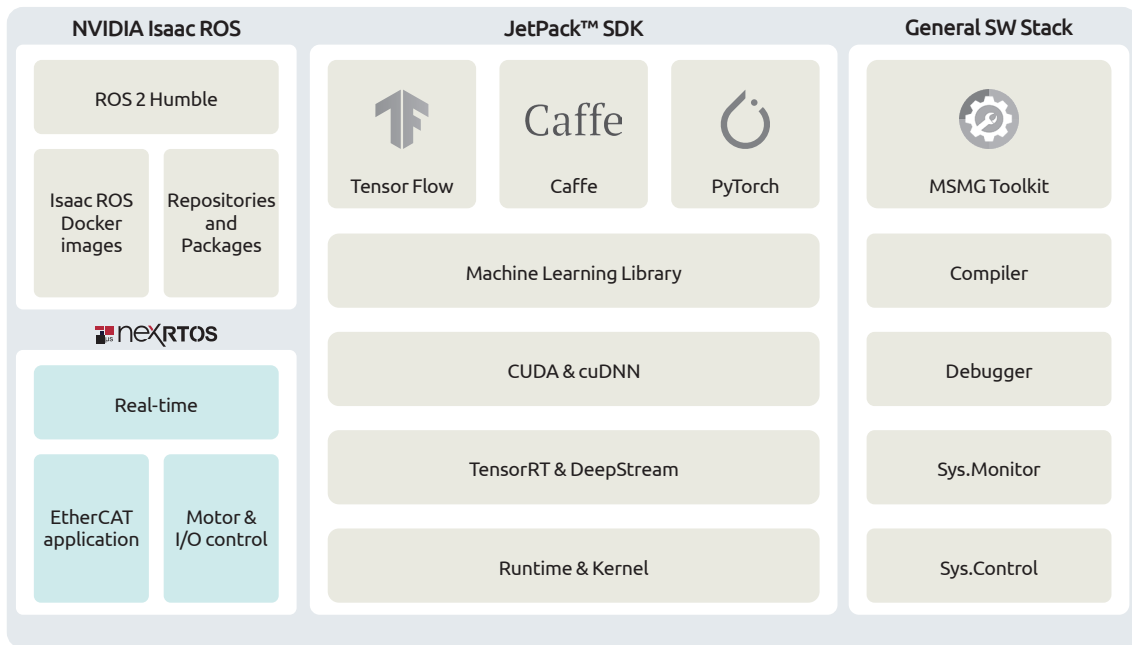 NVIDIA Isaac ROS
ROS 2 Humble
Isaac ROS
Docker
images
Repositories
and
Packages
neXRTOS
Real-time
EtherCAT
application
Motor &
I/O control
JetPack™ SDK
Tensor Flow
Caffe
Caffe
PyTorch
Machine Learning Library
CUDA & cuDNN
TensorRT & DeepStream
Runtime & Kernel
General SW Stack
MSMG Toolkit
Compiler
Debugger
Sys.Monitor
Sys.Control